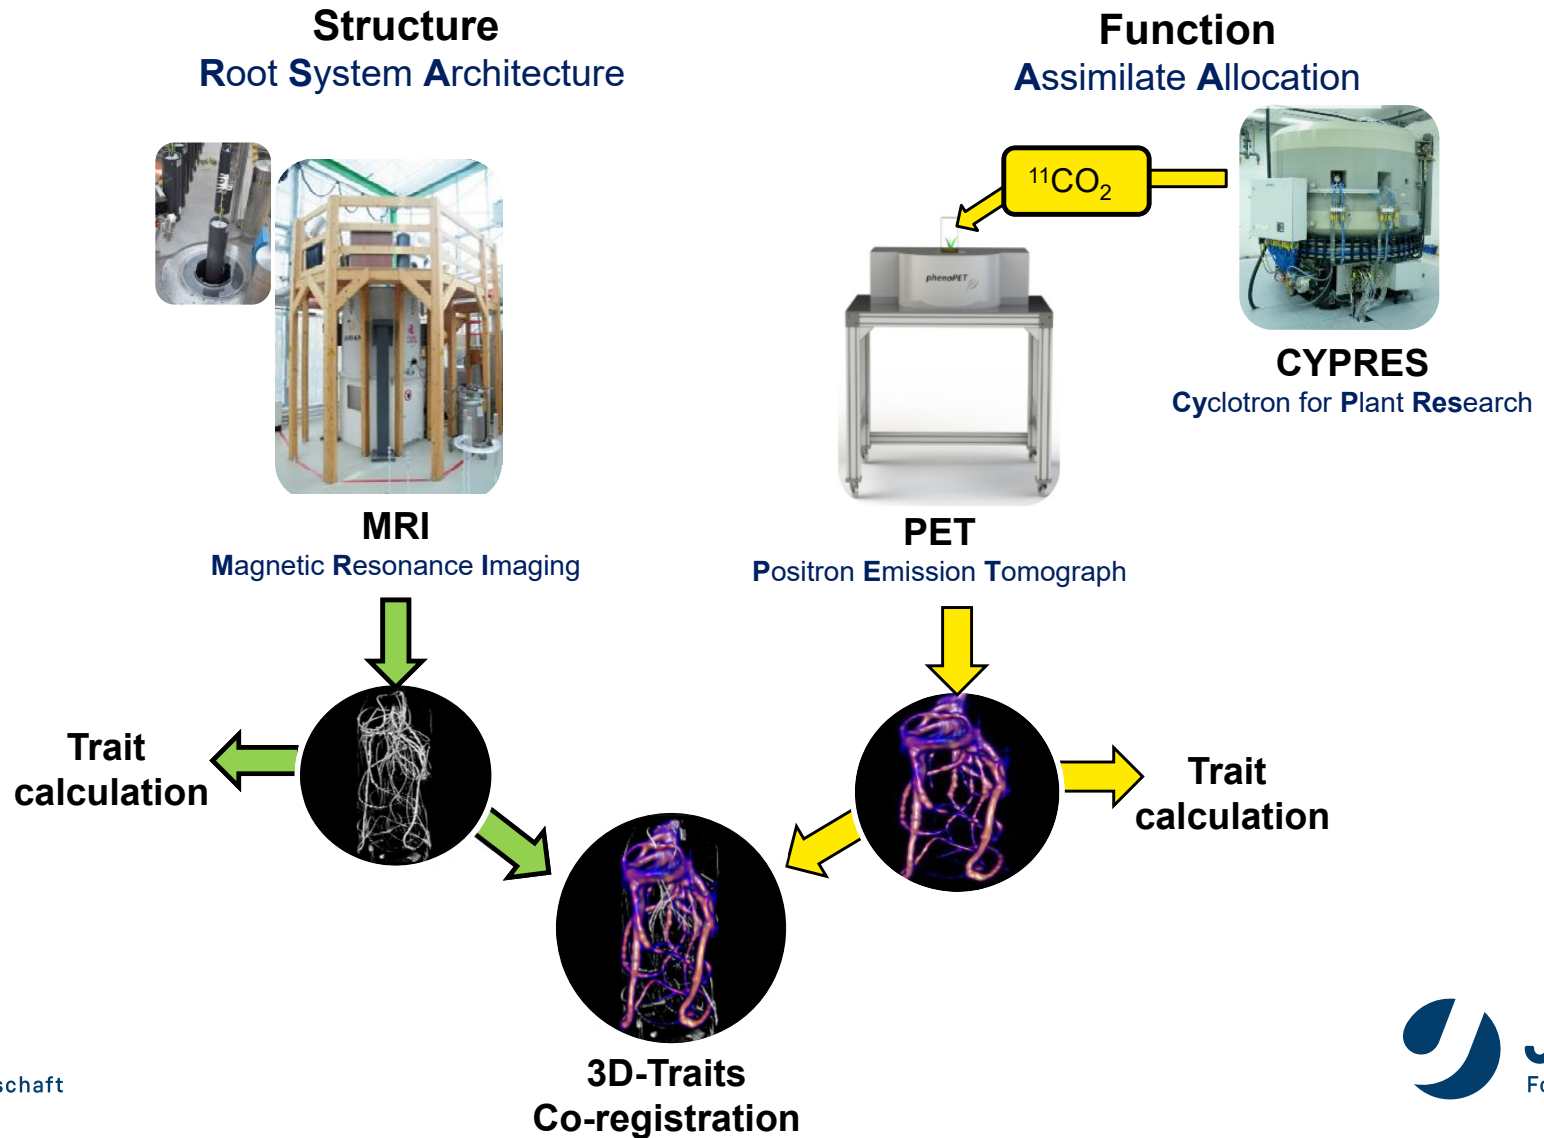 Structure
Root System Architecture
Function
Assimilate Allocation
¹¹CO₂
phenoPET
CYPRES
Cyclotron for Plant Research
MRI
Magnetic Resonance Imaging
PET
Positron Emission Tomograph
Trait
calculation
Trait
calculation
3D-Traits
Co-registration
schaft